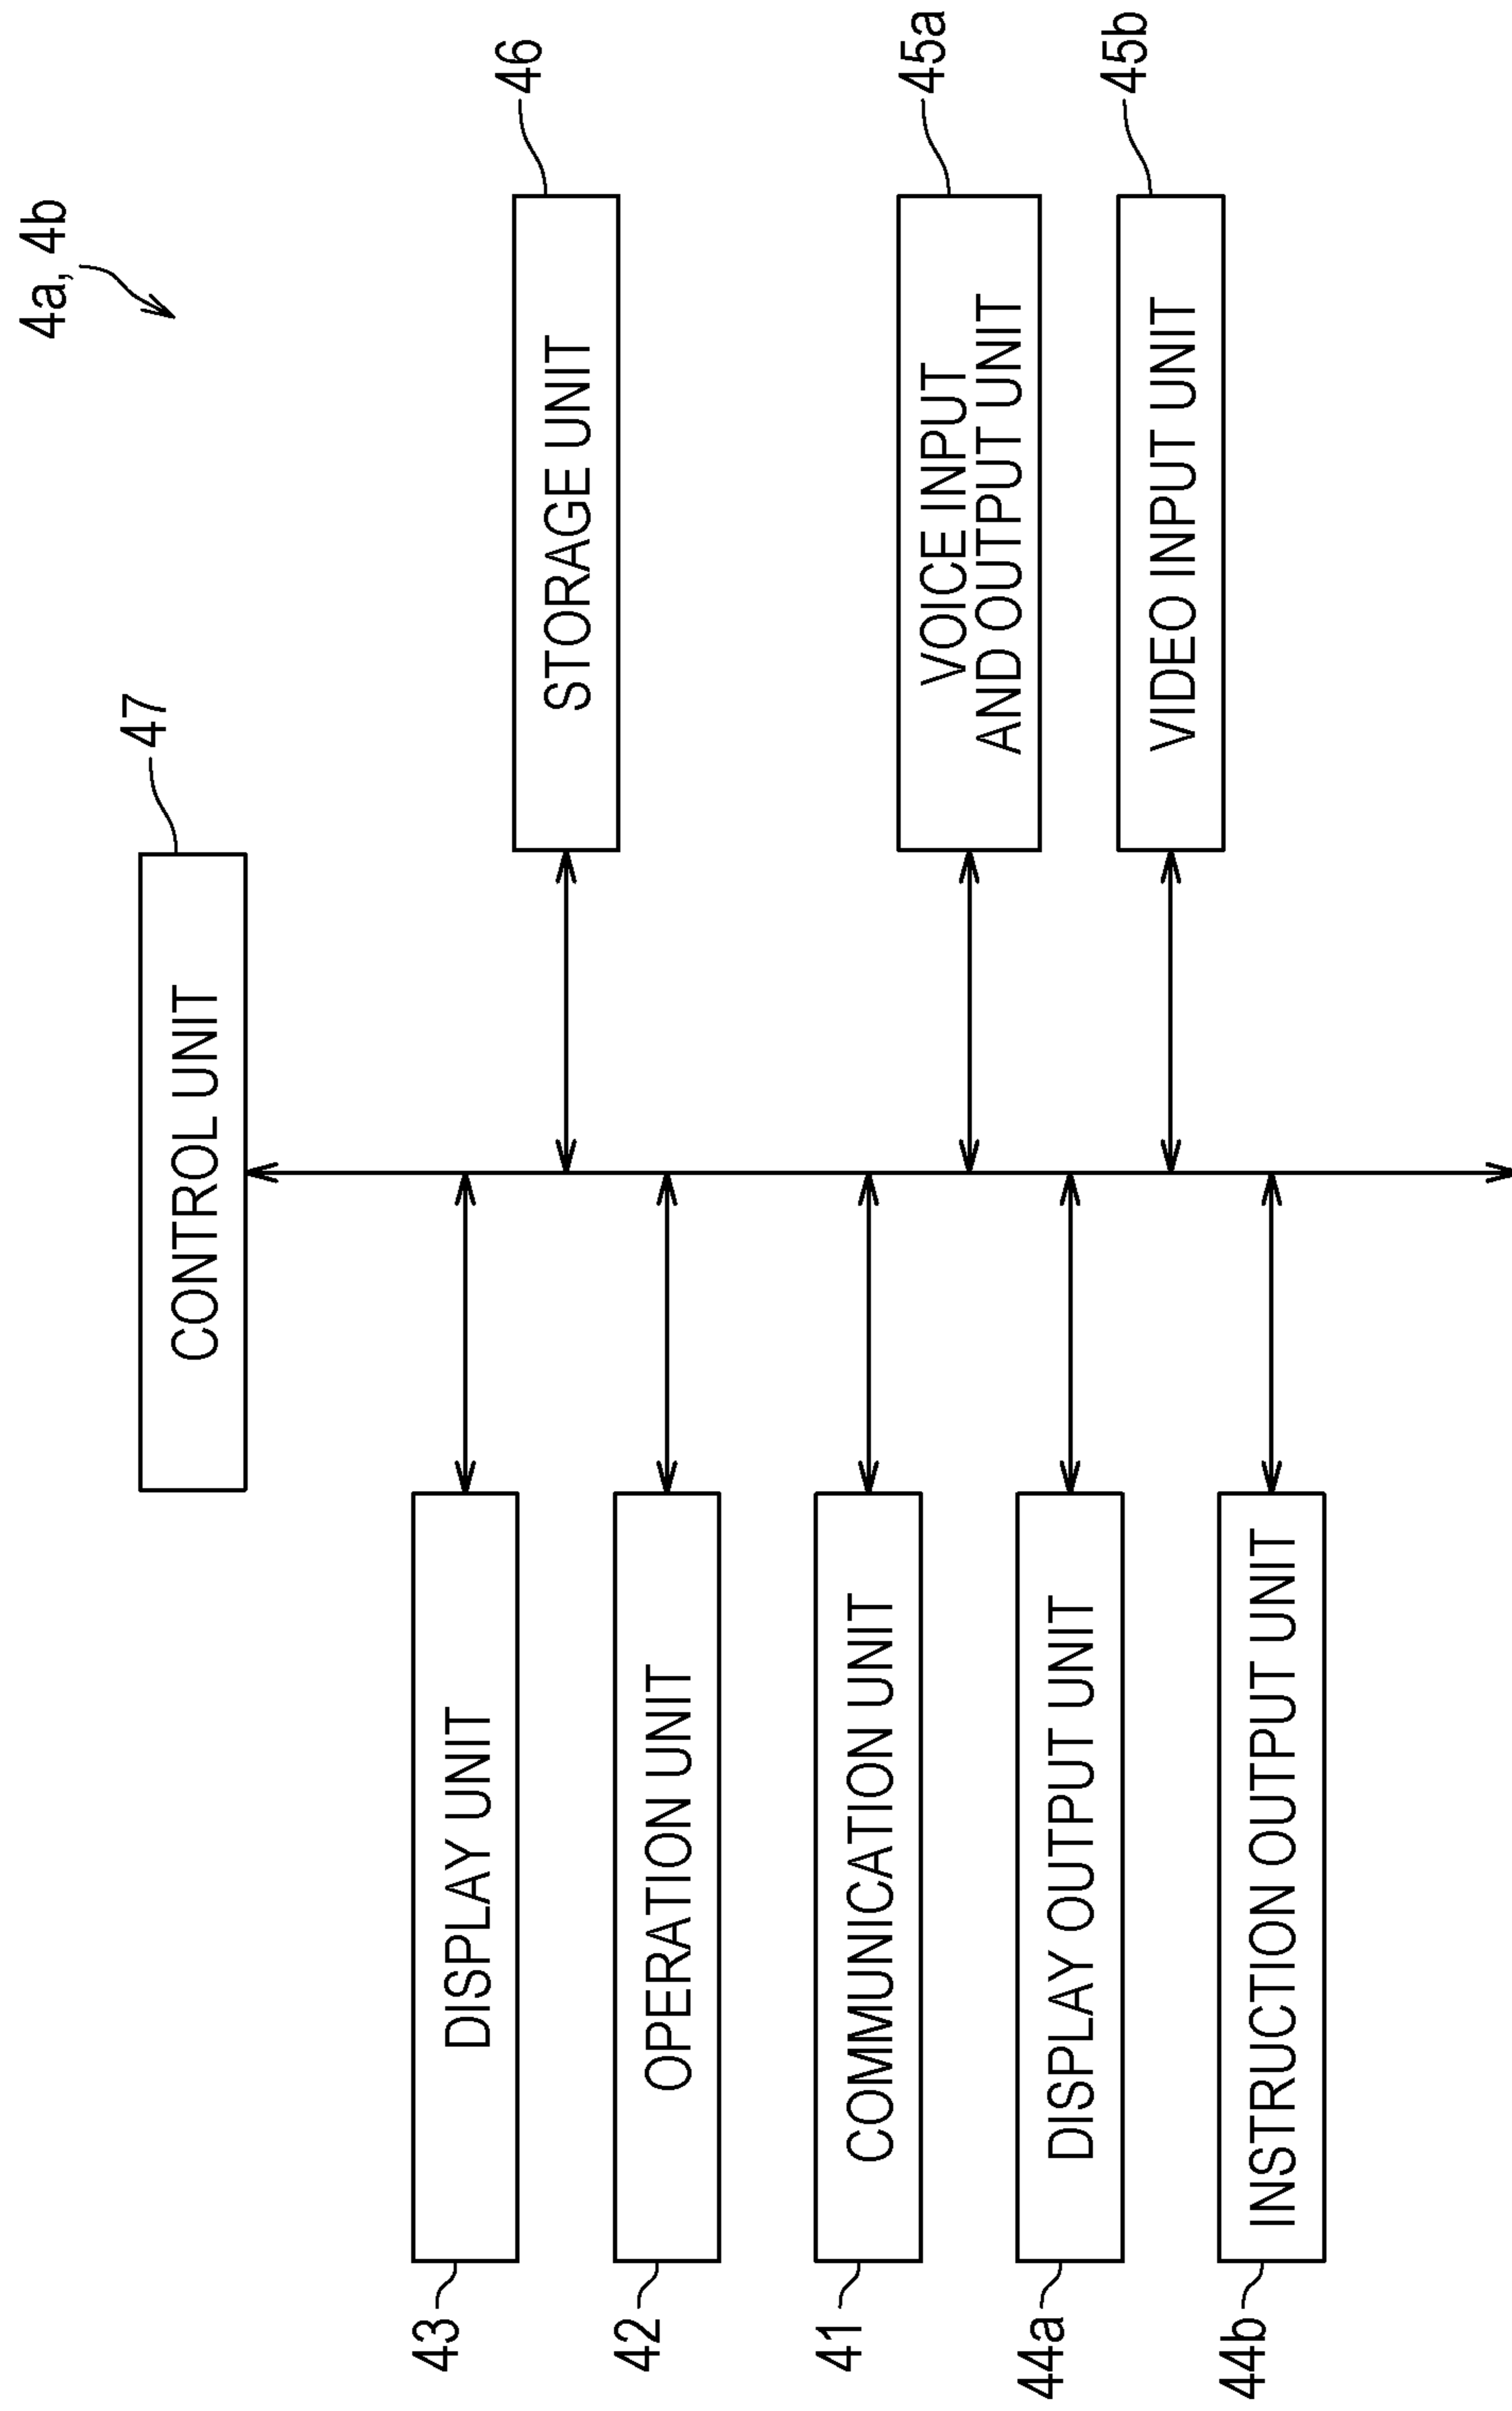 4a, 4b
47
CONTROL UNIT
43
DISPLAY UNIT
46
STORAGE UNIT
42
OPERATION UNIT
41
COMMUNICATION UNIT
45a
VOICE INPUT
AND OUTPUT UNIT
44a
DISPLAY OUTPUT UNIT
45b
VIDEO INPUT UNIT
44b
INSTRUCTION OUTPUT UNIT